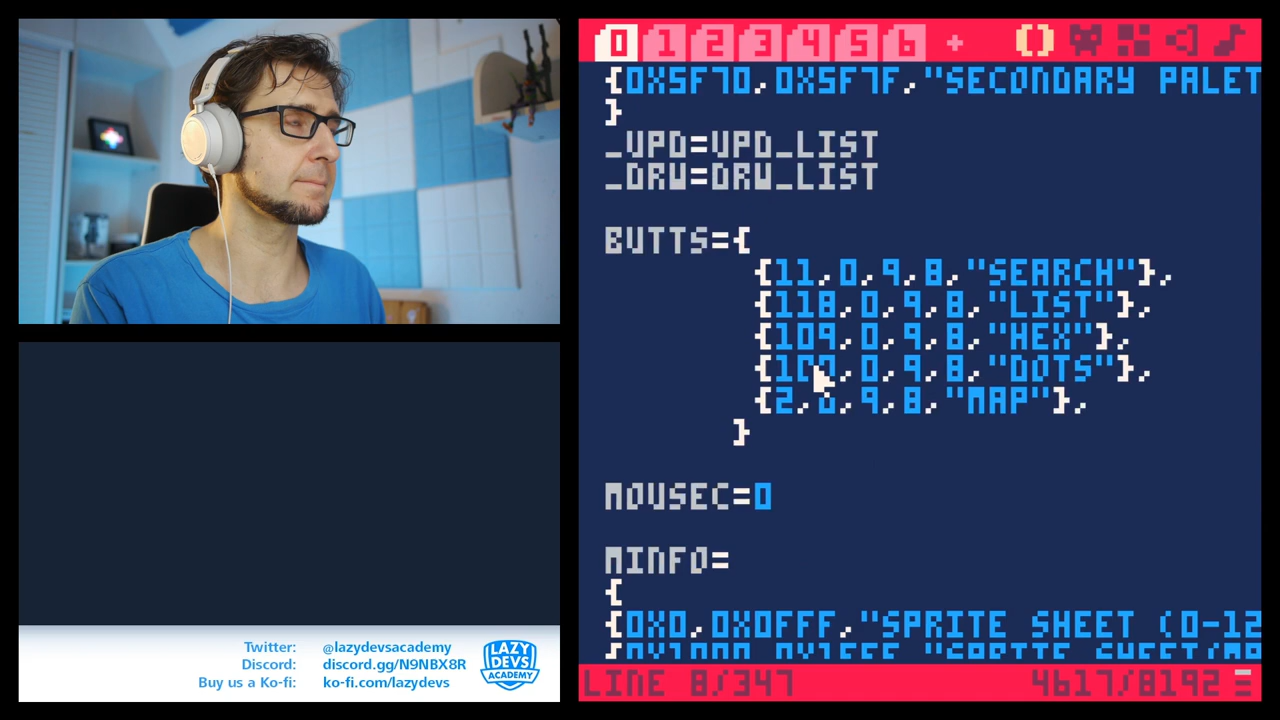 0 1 2 3 4 5 6 +
{0X5F70,0X5F7F,"SECONDARY PALET
}
_UPD=UPD_LIST
_DRW=DRW_LIST
BUTTS={
{11,0,9,8,"SEARCH"},
{118,0,9,8,"LIST"},
{109,0,9,8,"HEX"},
{100,0,9,8,"DOTS"},
{2,0,9,8,"MAP"},
}
MOUSEC=0
MINFO=
{
{0X0,0X0FFF,"SPRITE SHEET (0-12
LINE 8/347 4617/8192
Twitter: @lazydevsacademy
Discord: discord.gg/N9NBX8R
Buy us a Ko-fi: ko-fi.com/lazydevs
LAZY
DEVS
ACADEMY